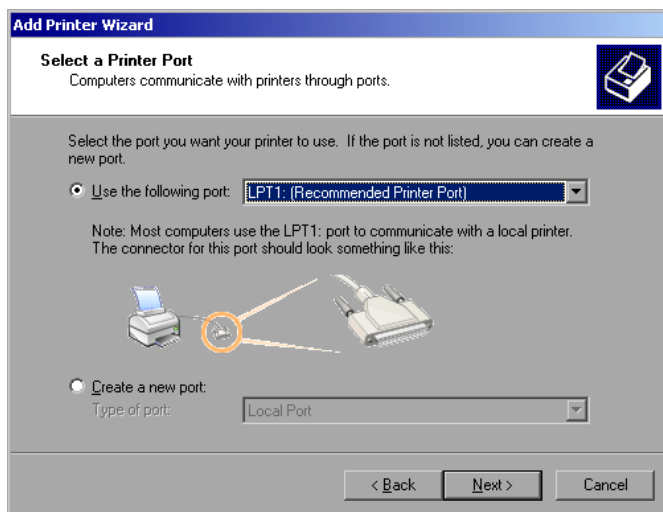 Add Printer Wizard
Select a Printer Port
Computers communicate with printers through ports.
Select the port you want your printer to use. If the port is not listed, you can create a
new port.
Use the following port: LPT1: (Recommended Printer Port)
Note: Most computers use the LPT1: port to communicate with a local printer.
The connector for this port should look something like this:
Create a new port:
Type of port: Local Port
< Back Next > Cancel